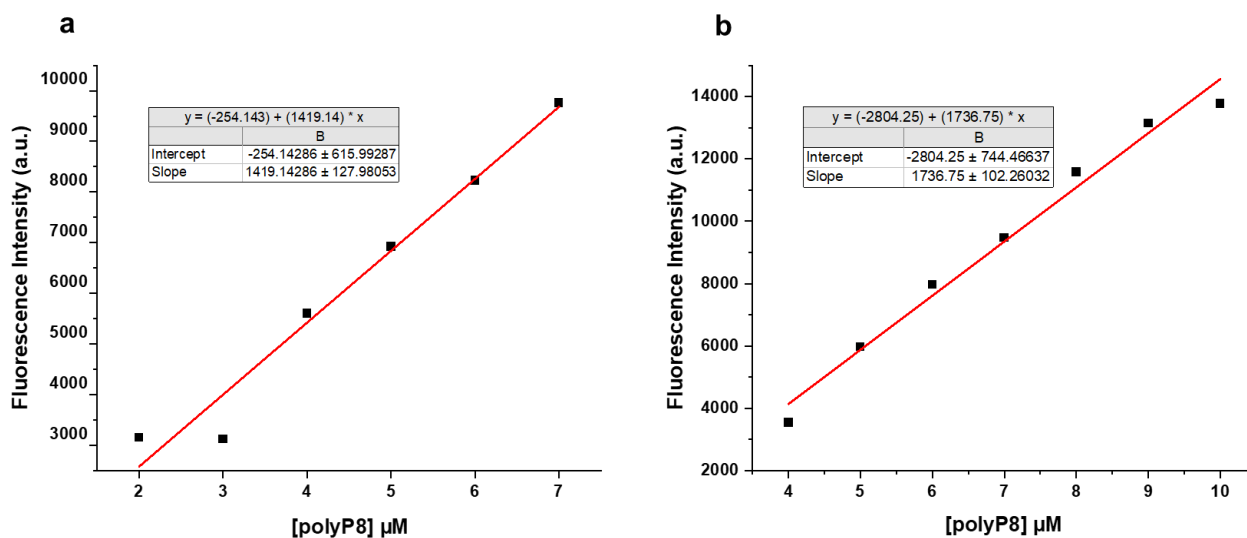 a
Fluorescence Intensity (a.u.)
10000
9000
8000
7000
6000
5000
4000
3000
y = (-254.143) + (1419.14) * x
B
Intercept -254.14286 ± 615.99287
Slope 1419.14286 ± 127.98053
2 3 4 5 6 7
[polyP8] µM
b
Fluorescence Intensity (a.u.)
14000
12000
10000
8000
6000
4000
2000
y = (-2804.25) + (1736.75) * x
B
Intercept -2804.25 ± 744.46637
Slope 1736.75 ± 102.26032
4 5 6 7 8 9 10
[polyP8] µM